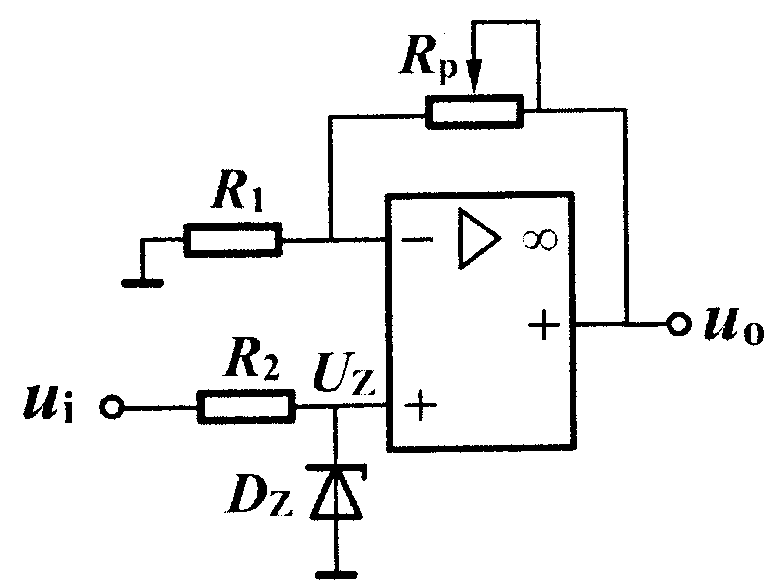 Rp
R1
− ▷ ∞
+ uo
R2 UZ
ui +
DZ